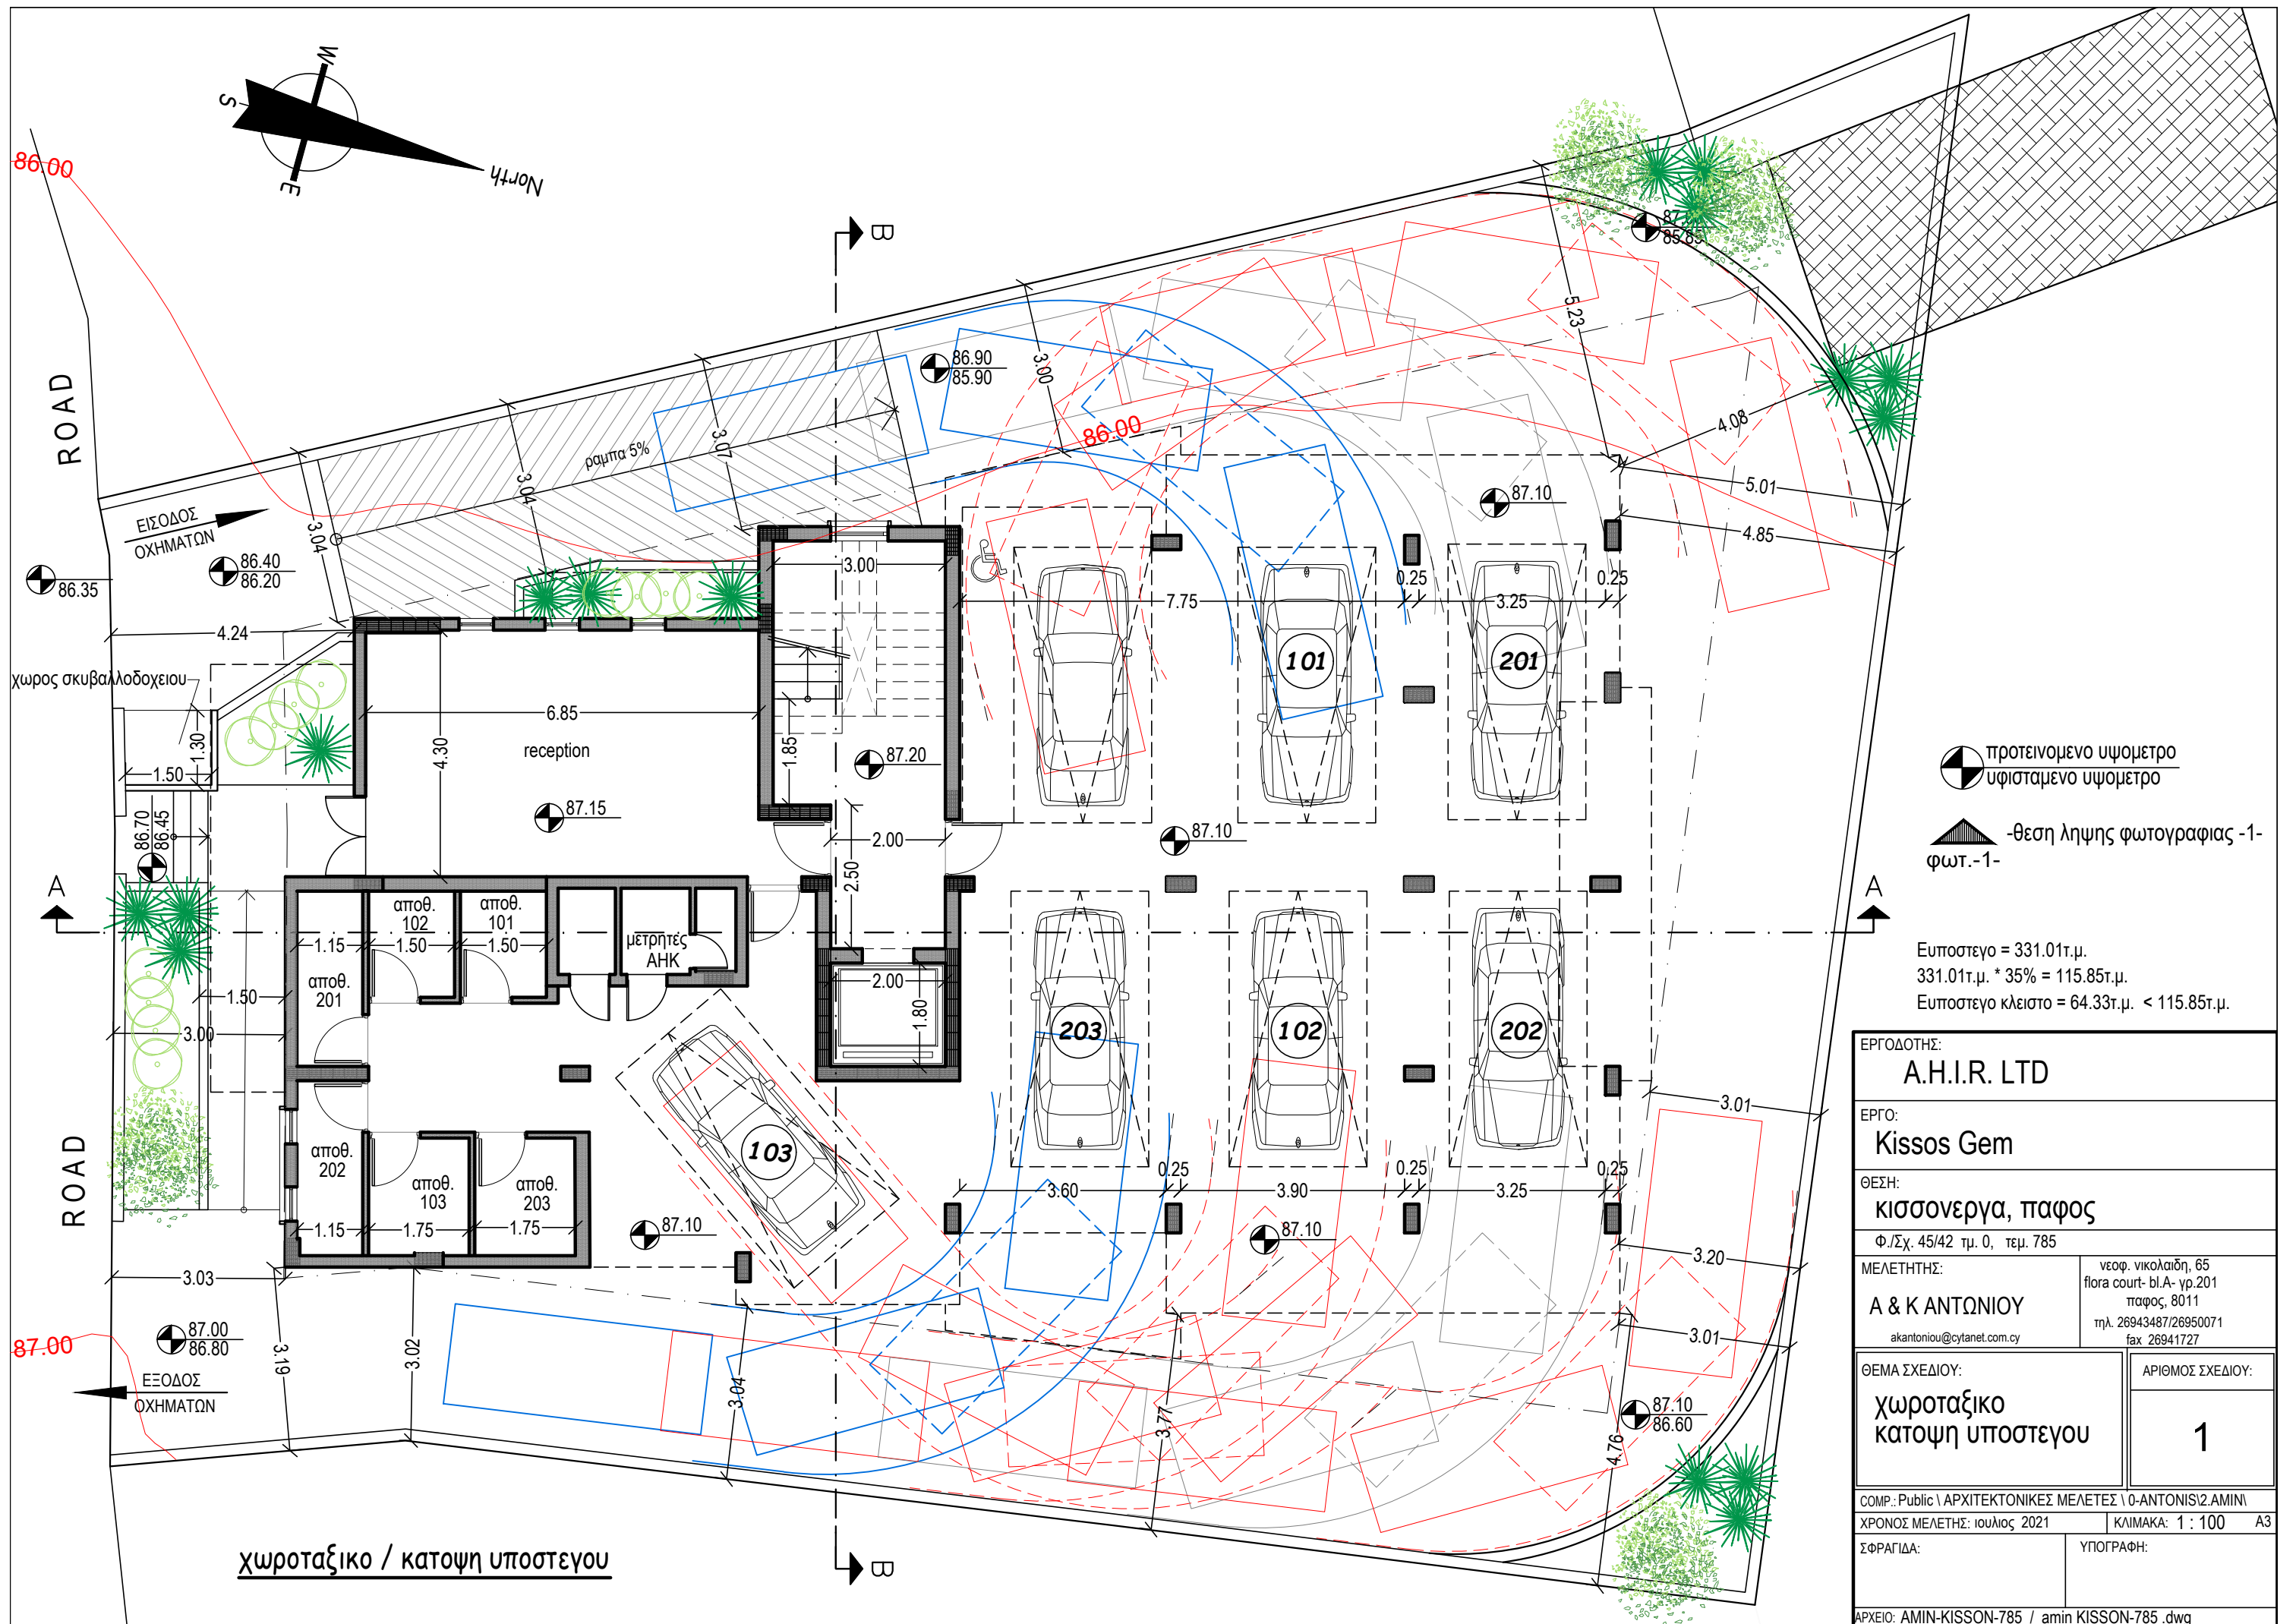 W
S
E
North
86.00
B
87.
85.85
ROAD
86.90
85.90
3.00
5.23
86.00
4.08
ραμπα 5%
3.07
3.04
3.04
5.01
4.85
87.10
ΕΙΣΟΔΟΣ
ΟΧΗΜΑΤΩΝ
86.40
86.20
86.35
4.24
3.00
7.75
0.25
3.25
0.25
101
201
χωρος σκυβαλλοδοχειου
1.30
1.50
6.85
4.30
reception
1.85
87.20
87.15
87.10
2.00
2.50
86.70
86.45
προτεινομενο υψομετρο
υφισταμενο υψομετρο
-θεση ληψης φωτογραφιας -1-
φωτ.-1-
A
A
αποθ.
102
αποθ.
101
1.15
1.50
1.50
μετρητες
ΑΗΚ
αποθ.
201
1.50
3.00
2.00
1.80
203
102
202
Ευποστεγο = 331.01τ.μ.
331.01τ.μ. * 35% = 115.85τ.μ.
Ευποστεγο κλειστο = 64.33τ.μ. < 115.85τ.μ.
103
αποθ.
202
αποθ.
103
αποθ.
203
1.15
1.75
1.75
87.10
3.60
0.25
3.90
0.25
3.25
0.25
87.10
3.01
3.20
3.01
ROAD
3.03
3.19
3.02
3.04
3.77
4.76
87.00
87.00
86.80
ΕΞΟΔΟΣ
ΟΧΗΜΑΤΩΝ
87.10
86.60
B
χωροταξικο / κατοψη υποστεγου
ΕΡΓΟΔΟΤΗΣ:
A.H.I.R. LTD
ΕΡΓΟ:
Kissos Gem
ΘΕΣΗ:
κισσονεργα, παφος
Φ./Σχ. 45/42 τμ. 0, τεμ. 785
ΜΕΛΕΤΗΤΗΣ:
Α & Κ ΑΝΤΩΝΙΟΥ
akantoniou@cytanet.com.cy
νεοφ. νικολαιδη, 65
flora court- bl.A- γρ.201
παφος, 8011
τηλ. 26943487/26950071
fax 26941727
ΘΕΜΑ ΣΧΕΔΙΟΥ:
χωροταξικο
κατοψη υποστεγου
ΑΡΙΘΜΟΣ ΣΧΕΔΙΟΥ:
1
COMP.: Public \ ΑΡΧΙΤΕΚΤΟΝΙΚΕΣ ΜΕΛΕΤΕΣ \ 0-ANTONIS\2.AMIN\
ΧΡΟΝΟΣ ΜΕΛΕΤΗΣ: ιουλιος 2021
ΚΛΙΜΑΚΑ: 1 : 100 A3
ΣΦΡΑΓΙΔΑ:
ΥΠΟΓΡΑΦΗ:
ΑΡΧΕΙΟ: AMIN-KISSON-785 / amin KISSON-785 .dwg